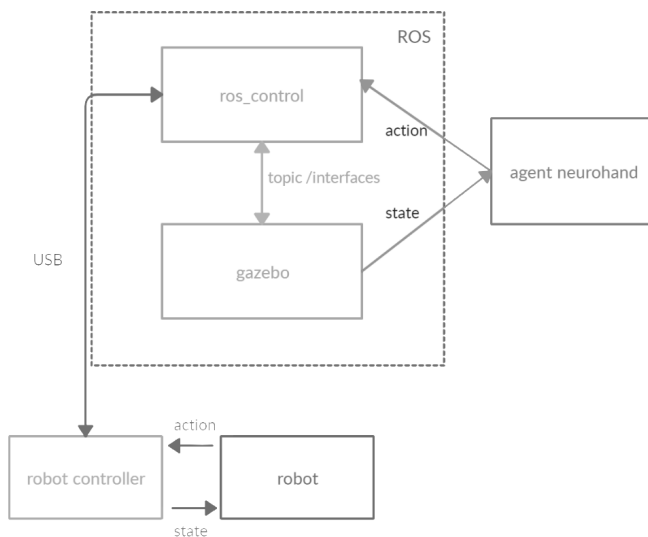 ROS
ros_control
action
agent neurohand
topic /interfaces
state
USB
gazebo
action
robot controller
robot
state